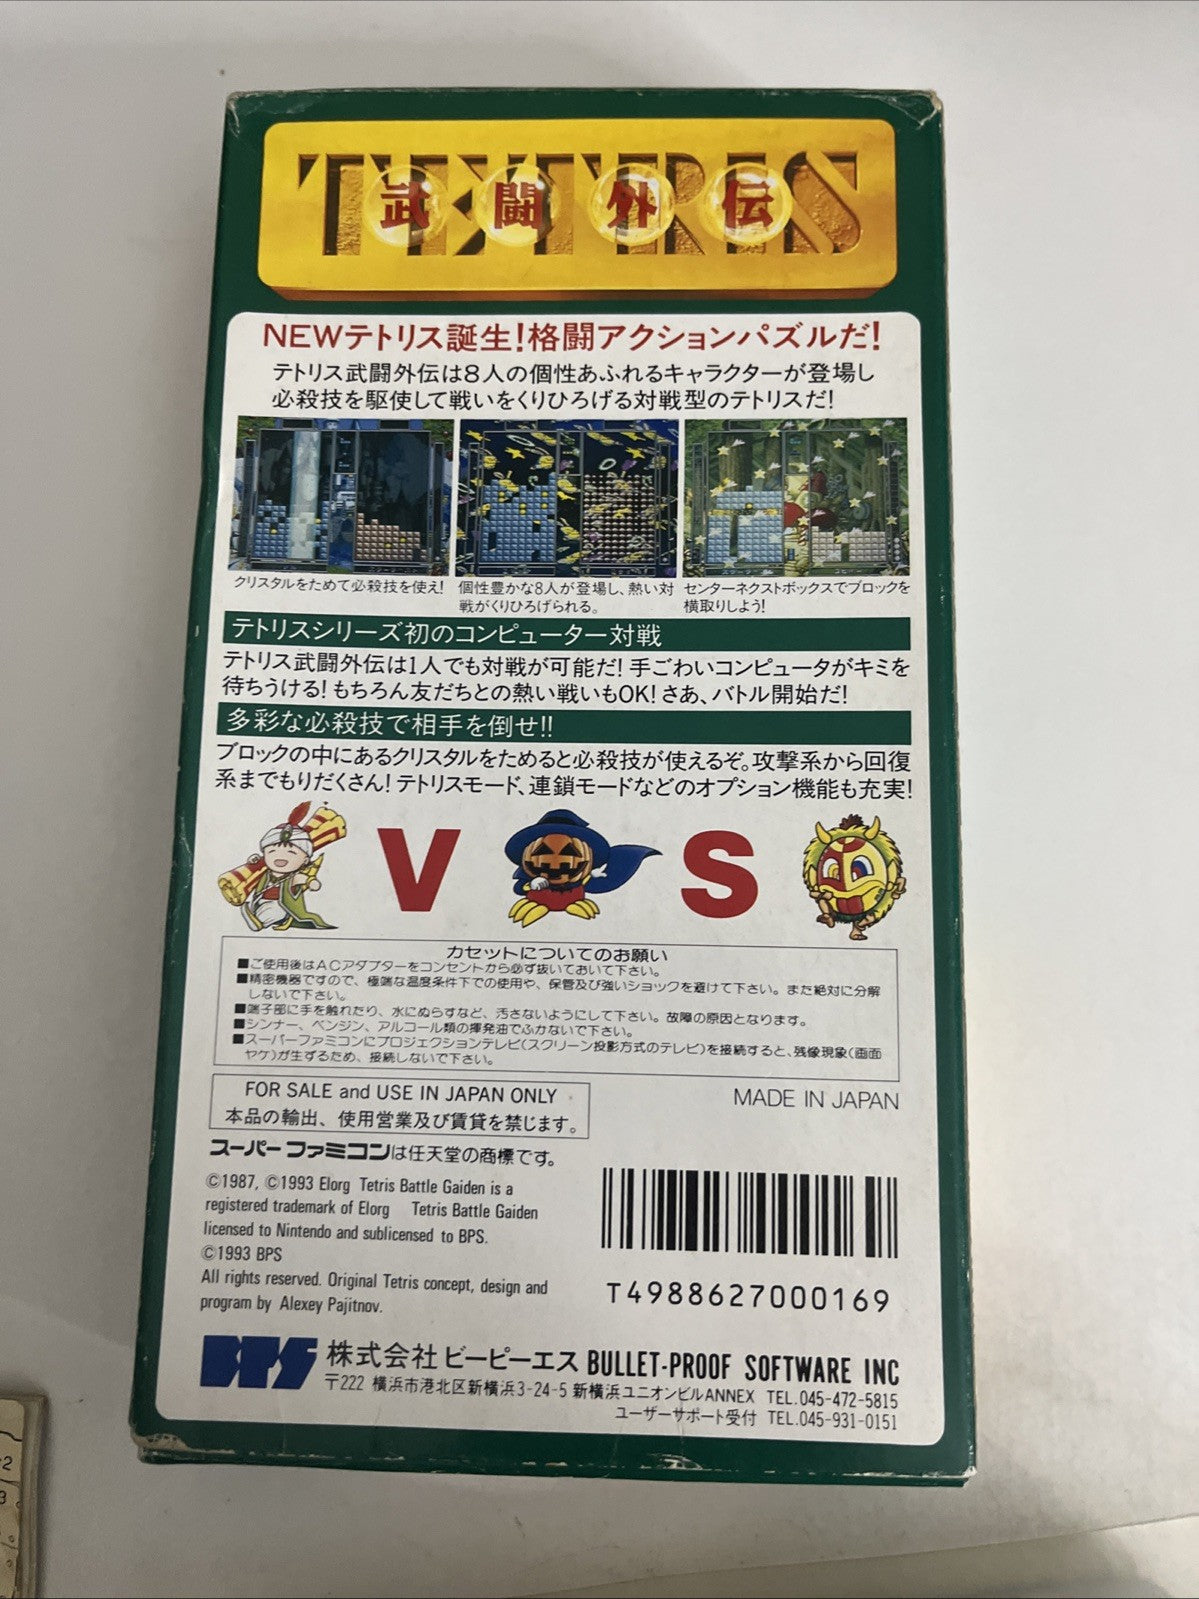 TETRIS
武闘外伝
NEWテトリス誕生!格闘アクションパズルだ!
テトリス武闘外伝は8人の個性あふれるキャラクターが登場し
必殺技を駆使して戦いをくりひろげる対戦型のテトリスだ!
クリスタルをためて必殺技を使え!
個性豊かな8人が登場し、熱い対
戦がくりひろげられる。
センターネクストボックスでブロックを
横取りしよう!
テトリスシリーズ初のコンピューター対戦
テトリス武闘外伝は1人でも対戦が可能だ!手ごわいコンピュータがキミを
待ちうける!もちろん友だちとの熱い戦いもOK!さあ、バトル開始だ!
多彩な必殺技で相手を倒せ!!
ブロックの中にあるクリスタルをためると必殺技が使えるぞ。攻撃系から回復
系までもりだくさん!テトリスモード、連鎖モードなどのオプション機能も充実!
V S
カセットについてのお願い
■ご使用後はACアダプターをコンセントから必ず抜いておいて下さい。
■精密機器ですので、極端な温度条件下での使用や、保管及び強いショックを避けて下さい。また絶対に分解
しないで下さい。
■端子部に手を触れたり、水にぬらすなど、汚さないようにして下さい。故障の原因となります。
■シンナー、ベンジン、アルコール類の揮発油でふかないで下さい。
■スーパーファミコンにプロジェクションテレビ(スクリーン投影方式のテレビ)を接続すると、残像現象(画面
ヤケ)が生ずるため、接続しないで下さい。
FOR SALE and USE IN JAPAN ONLY
本品の輸出、使用営業及び賃貸を禁じます。
MADE IN JAPAN
スーパーファミコンは任天堂の商標です。
©1987, ©1993 Elorg Tetris Battle Gaiden is a
registered trademark of Elorg Tetris Battle Gaiden
licensed to Nintendo and sublicensed to BPS.
©1993 BPS
All rights reserved. Original Tetris concept, design and
program by Alexey Pajitnov.
T4988627000169
BPS 株式会社 ビーピーエス BULLET-PROOF SOFTWARE INC
〒222 横浜市港北区新横浜3-24-5 新横浜ユニオンビルANNEX TEL.045-472-5815
ユーザーサポート受付 TEL.045-931-0151
2
3